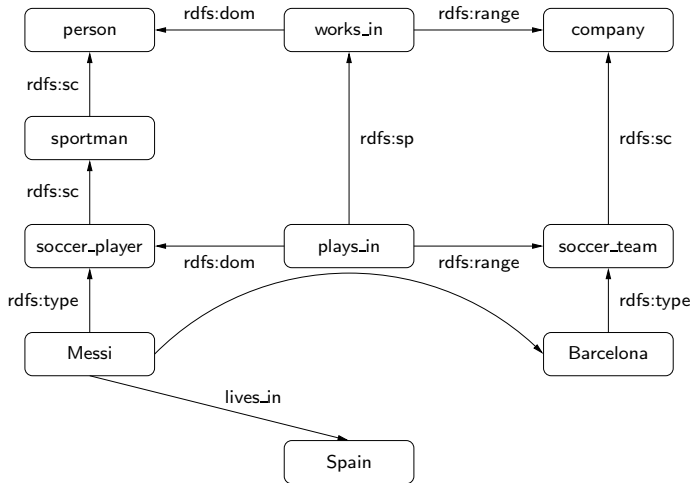 person
rdfs:dom
works_in
rdfs:range
company
rdfs:sc
sportman
rdfs:sp
rdfs:sc
rdfs:sc
soccer_player
rdfs:dom
plays_in
rdfs:range
soccer_team
rdfs:type
rdfs:type
Messi
Barcelona
lives_in
Spain